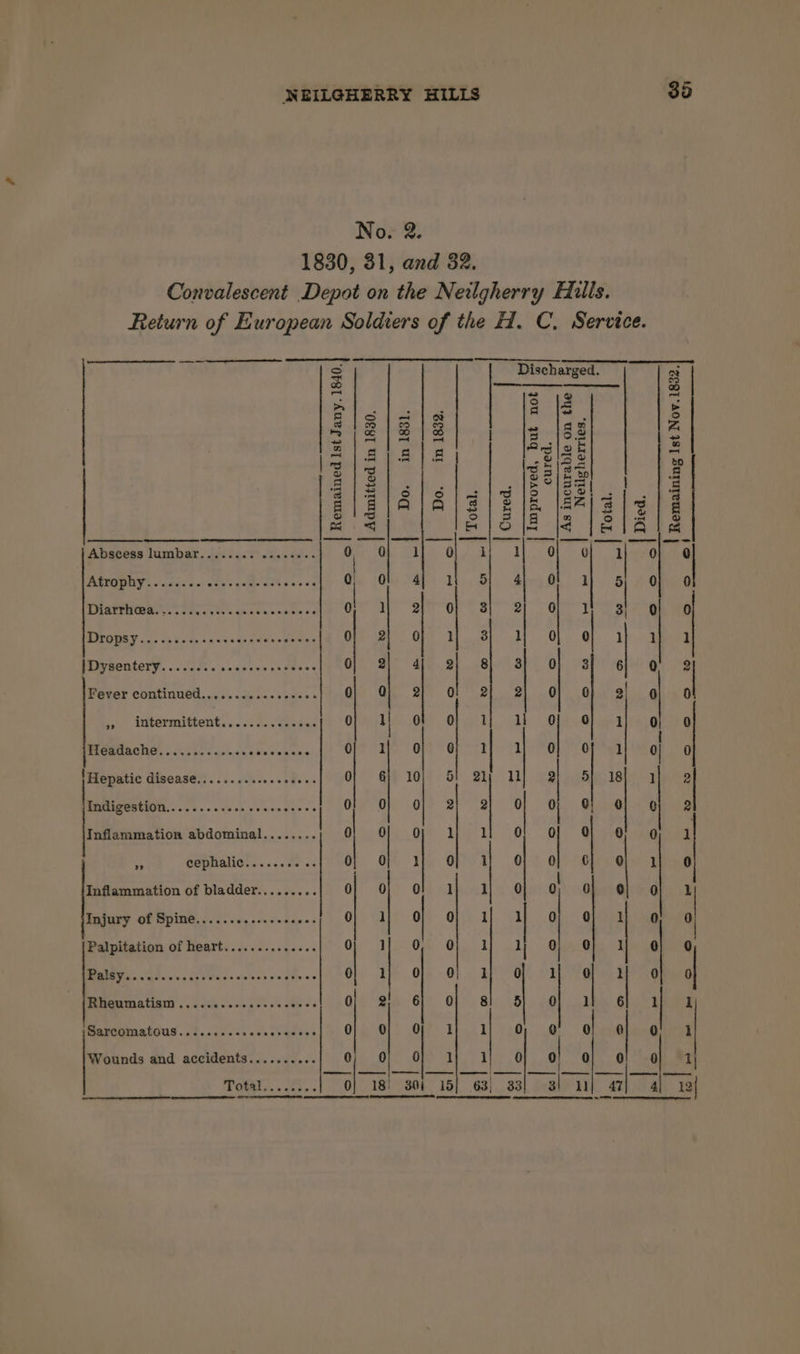 NEILGHERRY HILLS 35
No. 2.
1830, 31, and 32.
Convalescent Depot on the Neilgherry Hills.
Return of European Soldiers of the H. C. Service.
Discharged.
Remained 1st Jany. 1840. Admitted in 1830. Do. in 1831. Do. in 1832. Total. Cured. Improved, but not cured. As incurable on the Neilgherries. Total. Died. Remaining 1st Nov. 1832.
Abscess lumbar........ ........ 0 0 1 0 1 1 0 0 1 0 0
Atrophy....... ................ 0 0 4 1 5 4 0 1 5 0 0
Diarrhœa....................... 0 1 2 0 3 2 0 1 3 0 0
Dropsy......................... 0 2 0 1 3 1 0 0 1 1 1
Dysentery........ ............. 0 2 4 2 8 3 0 3 6 0 2
Fever continued................ 0 0 2 0 2 2 0 0 2 0 0
„ intermittent............. 0 1 0 0 1 1 0 0 1 0 0
Headache....................... 0 1 0 0 1 1 0 0 1 0 0
Hepatic disease................ 0 6 10 5 21 11 2 5 18 1 2
Indigestion.................... 0 0 0 2 2 0 0 0 0 0 2
Inflammation abdominal........ 0 0 0 1 1 0 0 0 0 0 1
„ cephalic........ .. 0 0 1 0 1 0 0 0 0 1 0
Inflammation of bladder......... 0 0 0 1 1 0 0 0 0 0 1
Injury of Spine................ 0 1 0 0 1 1 0 0 1 0 0
Palpitation of heart.............. 0 1 0 0 1 1 0 0 1 0 0
Palsy.......................... 0 1 0 0 1 0 1 0 1 0 0
Rheumatism ................... 0 2 6 0 8 5 0 1 6 1 1
Sarcomatous.................... 0 0 0 1 1 0 0 0 0 0 1
Wounds and accidents.......... 0 0 0 1 1 0 0 0 0 0 1
Total........ 0 18 30 15 63 33 3 11 47 4 12